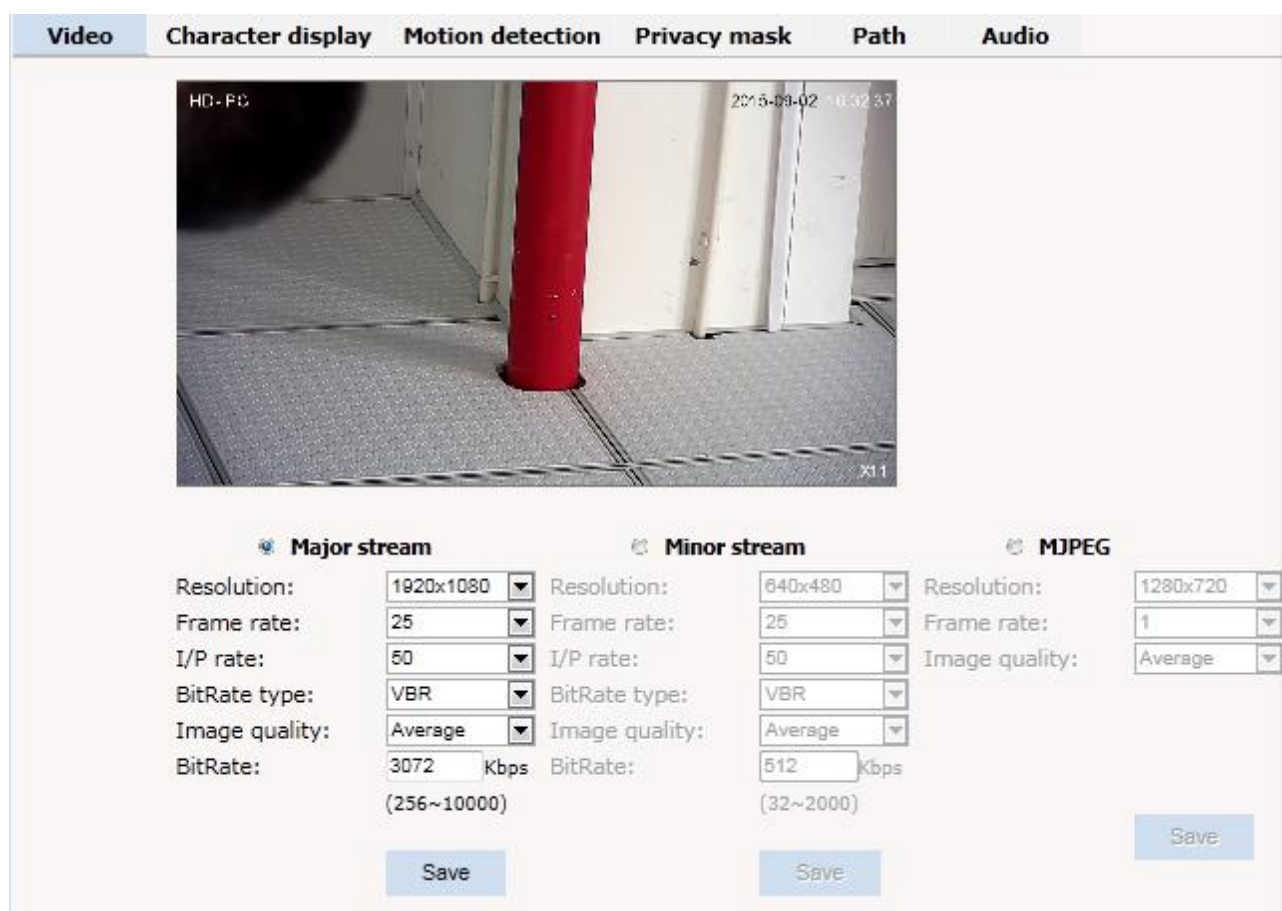 Video Character display Motion detection Privacy mask Path Audio
HD-PC 2015-09-02 16:32:37
X11
Major stream Minor stream MJPEG
Resolution: 1920x1080 Resolution: 640x480 Resolution: 1280x720
Frame rate: 25 Frame rate: 25 Frame rate: 1
I/P rate: 50 I/P rate: 50 Image quality: Average
BitRate type: VBR BitRate type: VBR
Image quality: Average Image quality: Average
BitRate: 3072 Kbps BitRate: 512 Kbps
(256~10000) (32~2000)
Save
Save Save